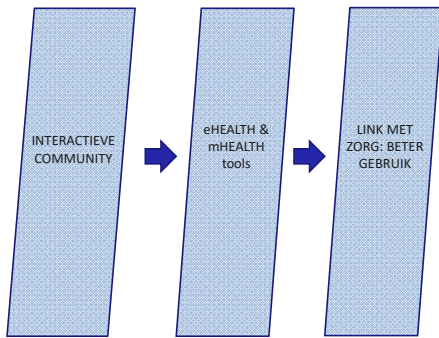 INTERACTIEVE
COMMUNITY
eHEALTH &
mHEALTH
tools
LINK MET
ZORG: BETER
GEBRUIK